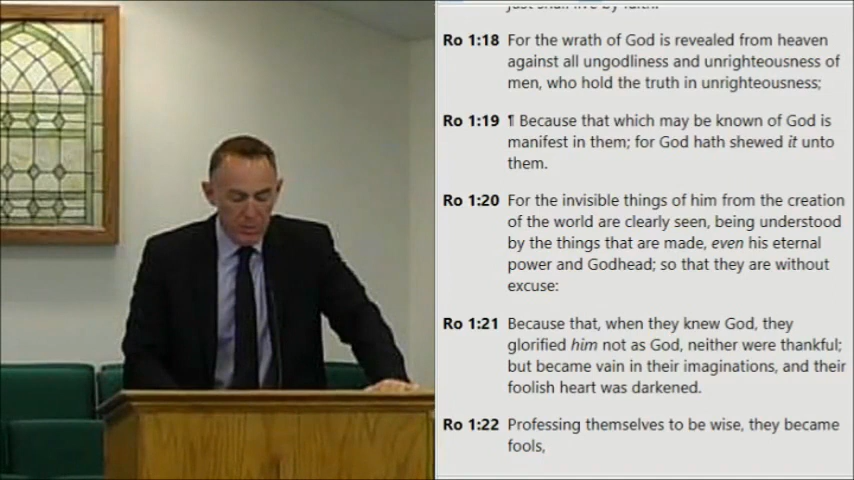 just shall live by faith.
Ro 1:18 For the wrath of God is revealed from heaven
against all ungodliness and unrighteousness of
men, who hold the truth in unrighteousness;
Ro 1:19 ¶ Because that which may be known of God is
manifest in them; for God hath shewed it unto
them.
Ro 1:20 For the invisible things of him from the creation
of the world are clearly seen, being understood
by the things that are made, even his eternal
power and Godhead; so that they are without
excuse:
Ro 1:21 Because that, when they knew God, they
glorified him not as God, neither were thankful;
but became vain in their imaginations, and their
foolish heart was darkened.
Ro 1:22 Professing themselves to be wise, they became
fools,